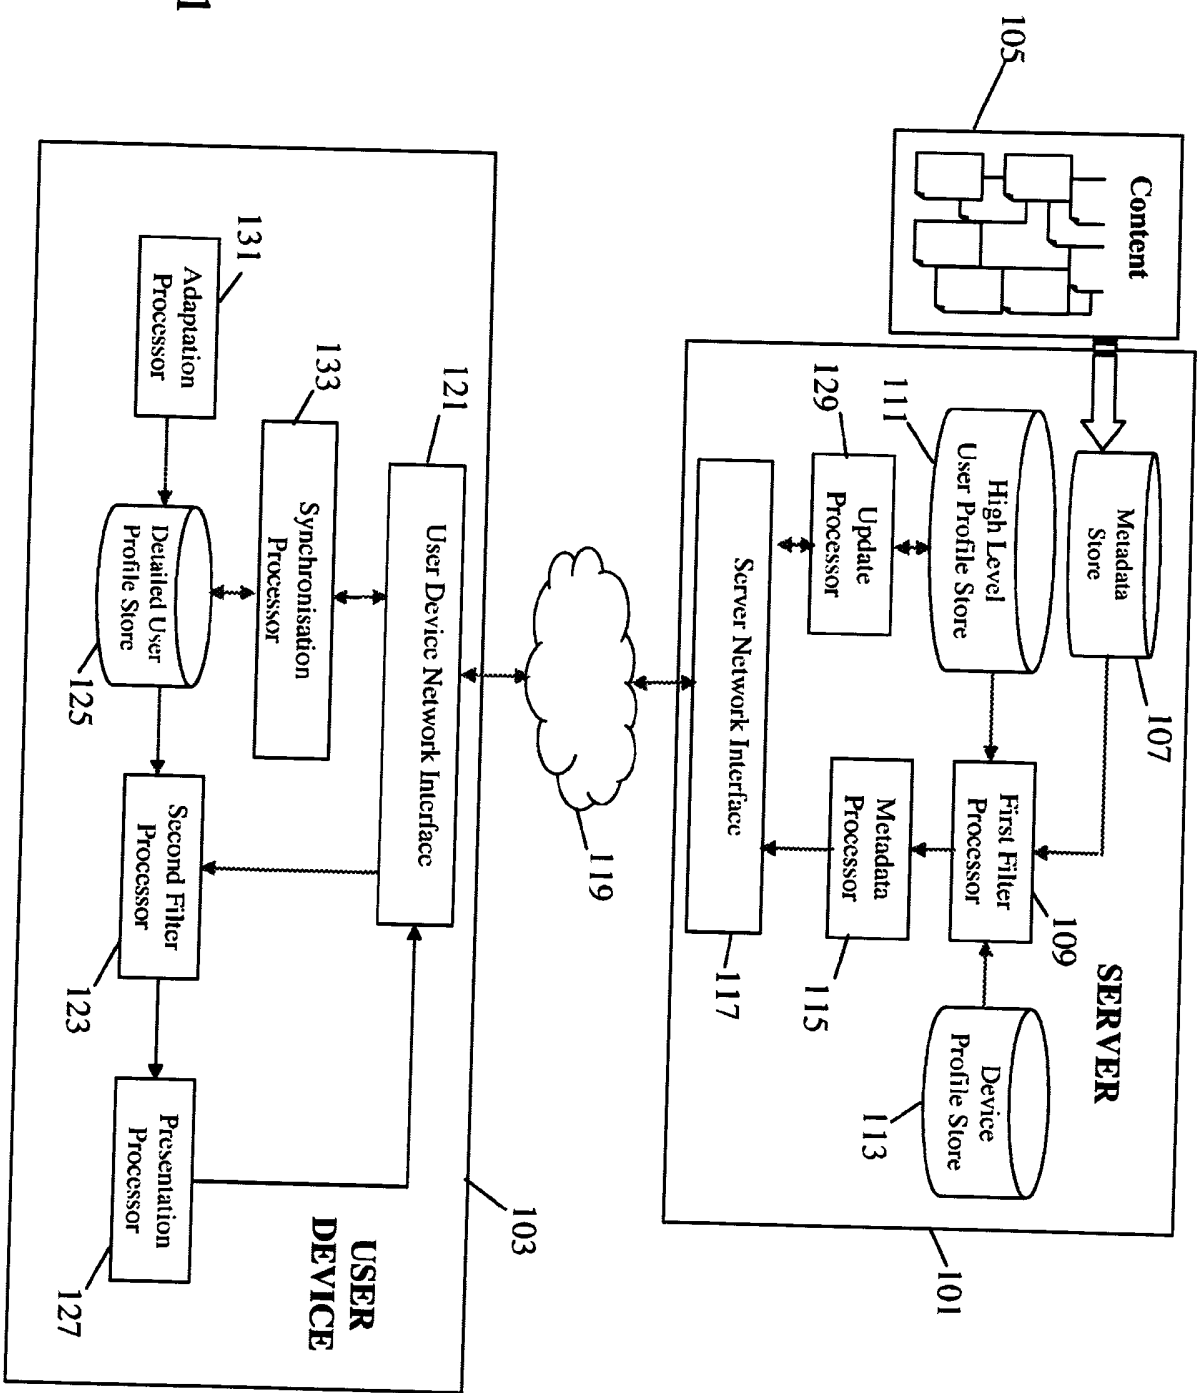 105
Content
Metadata
Store
107
SERVER
111
High Level
User Profile Store
First Filter
Processor
109
Device
Profile Store
113
129
Update
Processor
Metadata
Processor
115
Server Network Interface
117
101
119
121
User Device Network Interface
103
USER
DEVICE
133
Synchronisation
Processor
131
Adaptation
Processor
Detailed User
Profile Store
125
Second Filter
Processor
123
Presentation
Processor
127
1